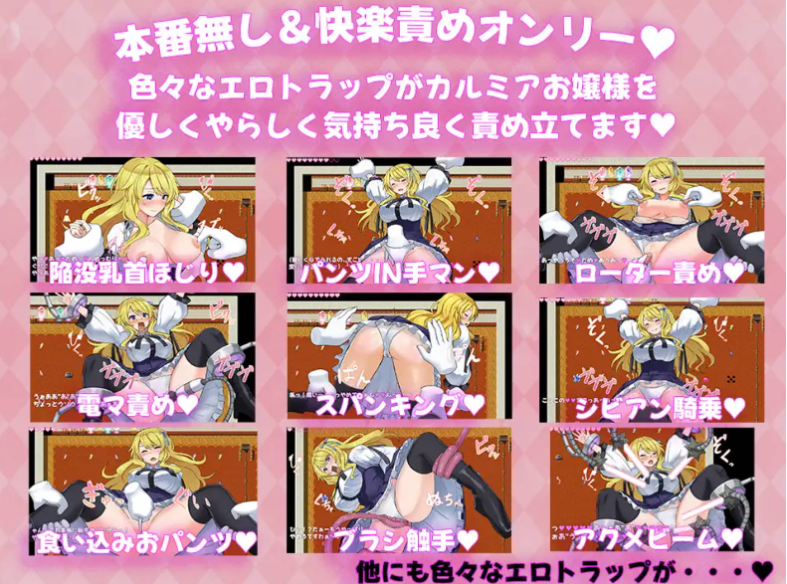 本番無し＆快楽責めオンリー♥
色々なエロトラップがカルミアお嬢様を
優しくやらしく気持ち良く責め立てます♥
陥没乳首ほじり♥
パンツIN手マン♥
ローター責め♥
電マ責め♥
スパンキング♥
シビアン騎乗♥
食い込みおパンツ♥
ブラシ触手♥
アクメビーム♥
他にも色々なエロトラップが・・・♥